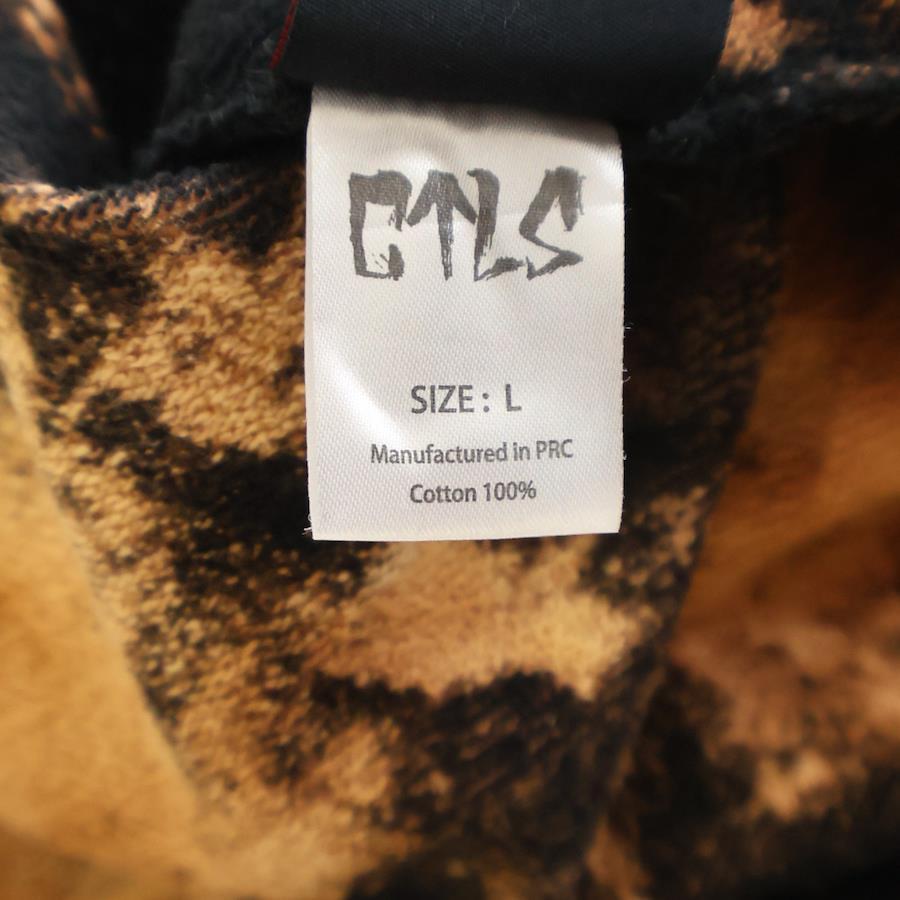 CTLS
SIZE: L
Manufactured in PRC
Cotton 100%